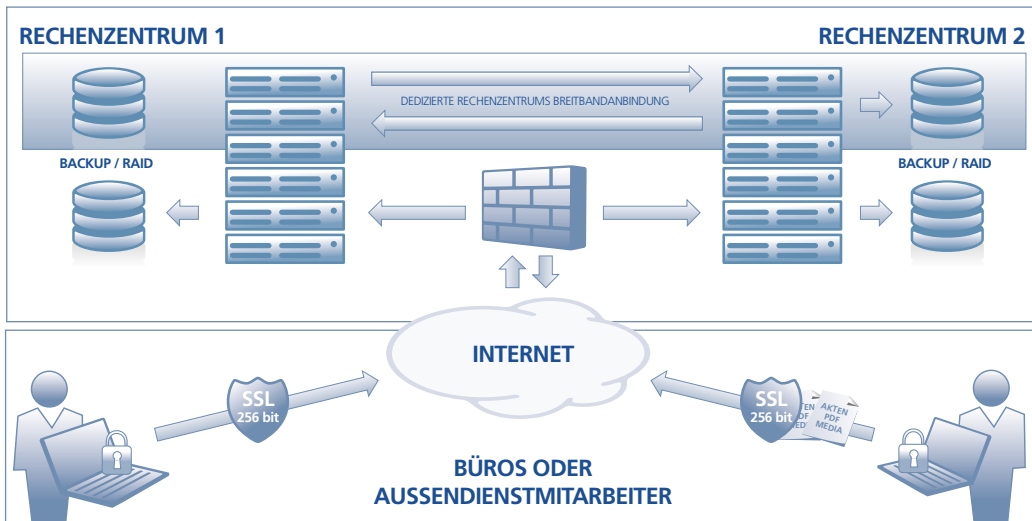 RECHENZENTRUM 1
RECHENZENTRUM 2
DEDIZIERTE RECHENZENTRUMS BREITBANDANBINDUNG
BACKUP / RAID
BACKUP / RAID
INTERNET
SSL
256 bit
SSL
256 bit
AKTEN
PDF
MEDIA
BÜROS ODER
AUSSENDIENSTMITARBEITER